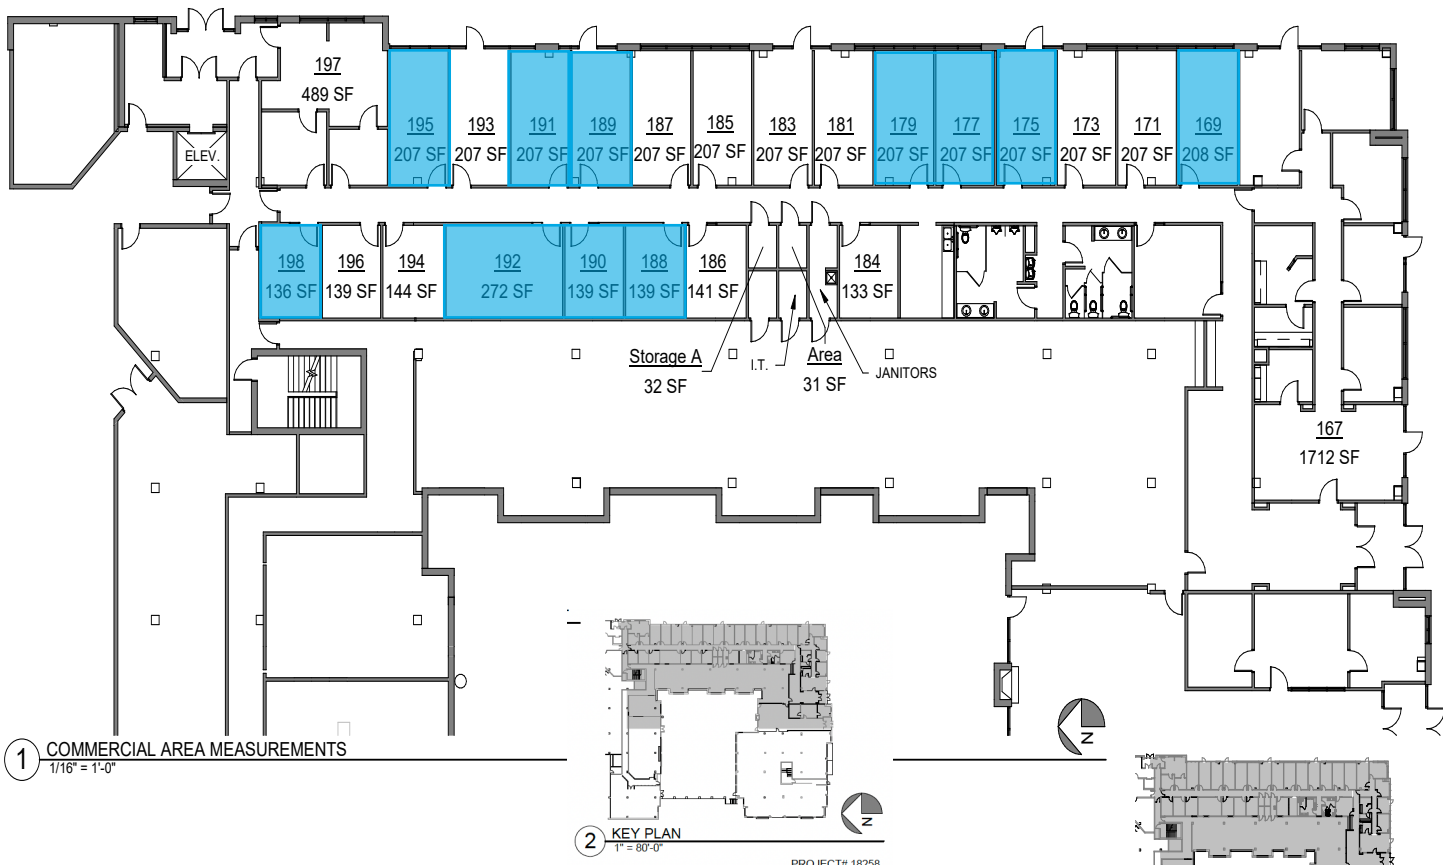 197
489 SF
ELEV.
195
207 SF
193
207 SF
191
207 SF
189
207 SF
187
207 SF
185
207 SF
183
207 SF
181
207 SF
179
207 SF
177
207 SF
175
207 SF
173
207 SF
171
207 SF
169
208 SF
198
136 SF
196
139 SF
194
144 SF
192
272 SF
190
139 SF
188
139 SF
186
141 SF
184
133 SF
Storage A
32 SF
I.T.
Area
31 SF
JANITORS
167
1712 SF
N
1 COMMERCIAL AREA MEASUREMENTS
1/16" = 1'-0"
N
2 KEY PLAN
1" = 80'-0"
PROJECT# 18258